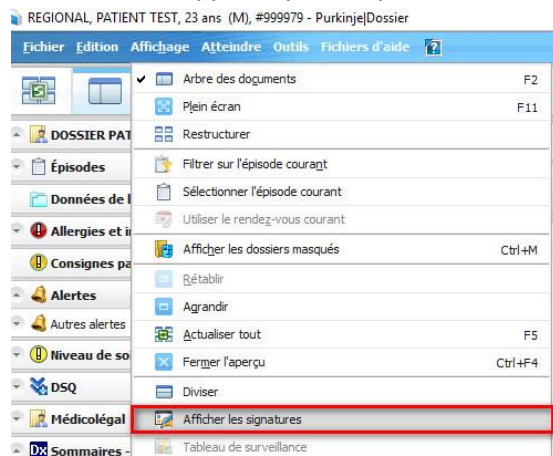 REGIONAL, PATIENT TEST, 23 ans (M), #999979 - Purkinje|Dossier
Fichier Edition Affichage Atteindre Outils Fichiers d'aide ?
Arbre des documents F2
Plein écran F11
DOSSIER PAT
Restructurer
Épisodes
Filtrer sur l'épisode courant
Sélectionner l'épisode courant
Données de l
Utiliser le rendez-vous courant
Allergies et i
Afficher les dossiers masqués Ctrl+M
Consignes pa
Rétablir
Alertes
Agrandir
Autres alertes
Actualiser tout F5
Niveau de so
Fermer l'aperçu Ctrl+F4
DSQ
Diviser
Médicolégal
Afficher les signatures
Dx Sommaires -
Tableau de surveillance